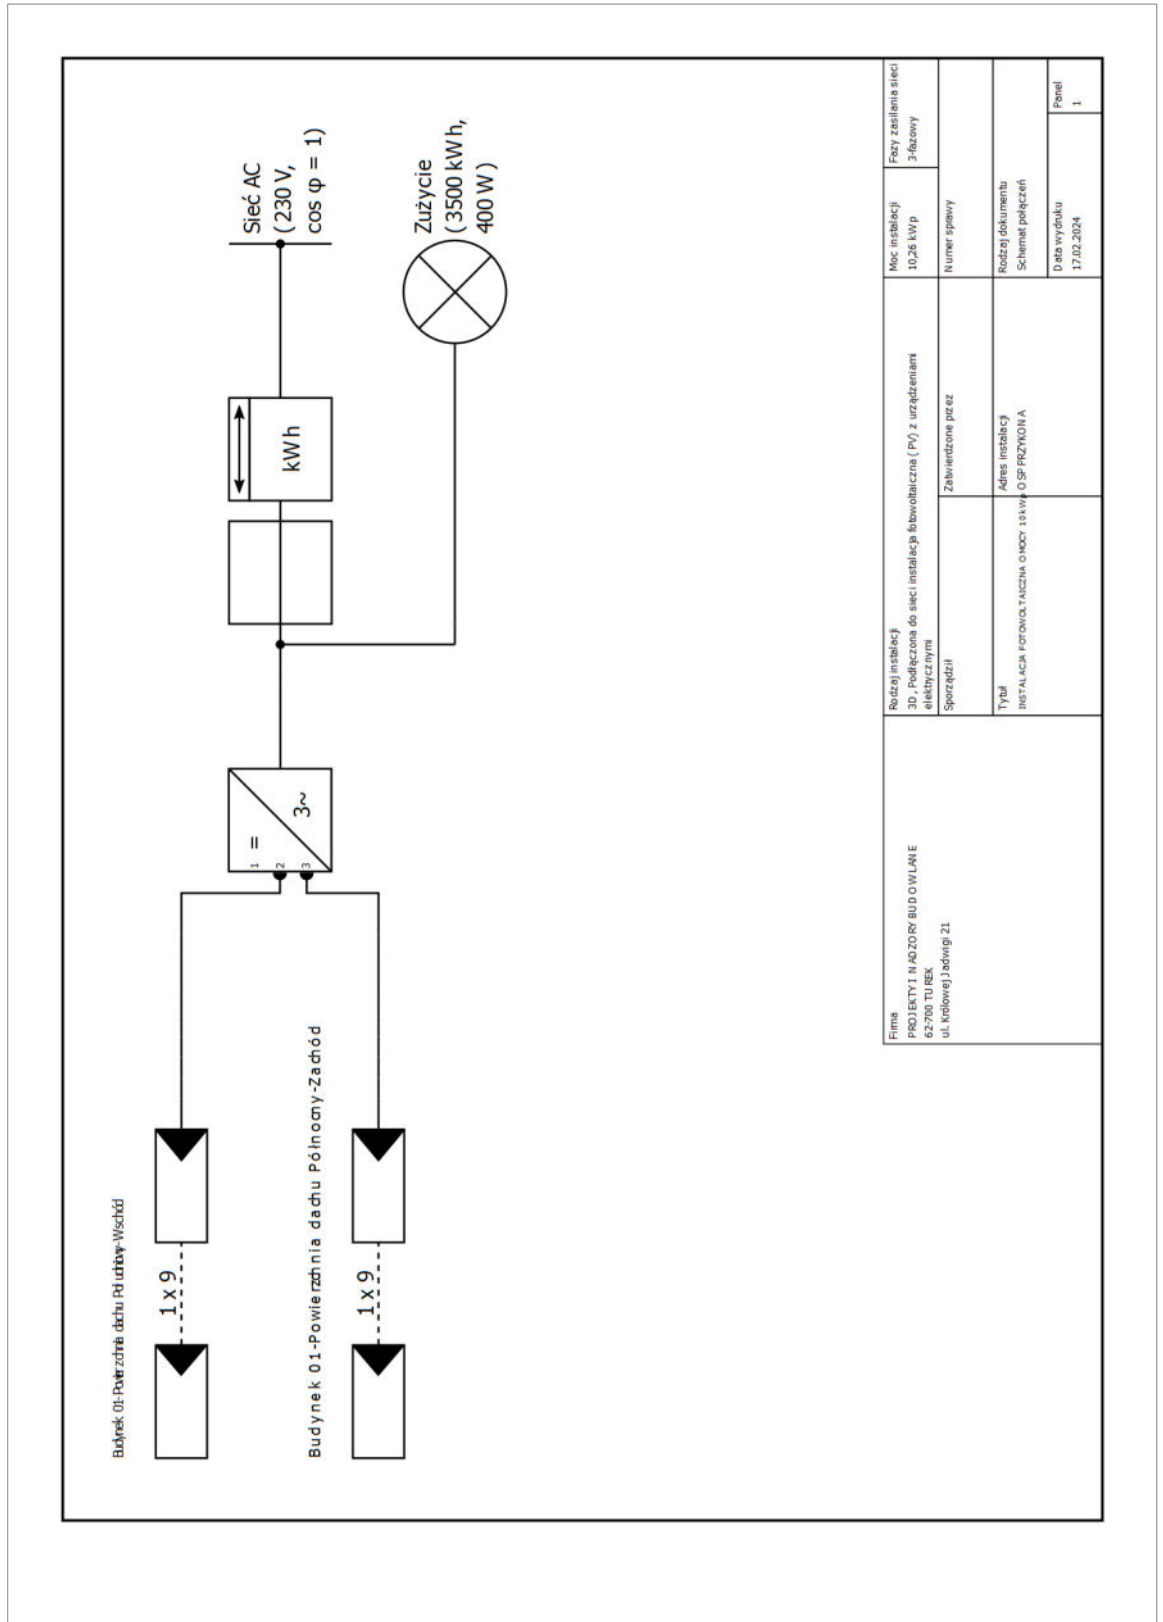 Budynek 01-Powierzchnia dachu Południowy-Wschód
1 x 9
Budynek 01-Powierzchnia dachu Północny-Zachód
1 x 9
1
2
3
=
3~
kWh
Sieć AC
(230 V,
cos φ = 1)
Zużycie
(3500 kWh,
400 W)
Firma
PROJEKTY I NADZORY BUDOWLANE
62-700 TUREK
ul. Królowej Jadwigi 21
Rodzaj instalacji
3D, Podłączona do sieci instalacja fotowoltaiczna (PV) z urządzeniami
elektrycznymi
Moc instalacji
10,26 kWp
Fazy zasilania sieci
3-fazowy
Sporządził
Zatwierdzone przez
Numer sprawy
Tytuł
INSTALACJA FOTOWOLTAICZNA O MOCY 10 kWp
Adres instalacji
OSP PRZYKONA
Rodzaj dokumentu
Schemat połączeń
Data wydruku
17.02.2024
Panel
1